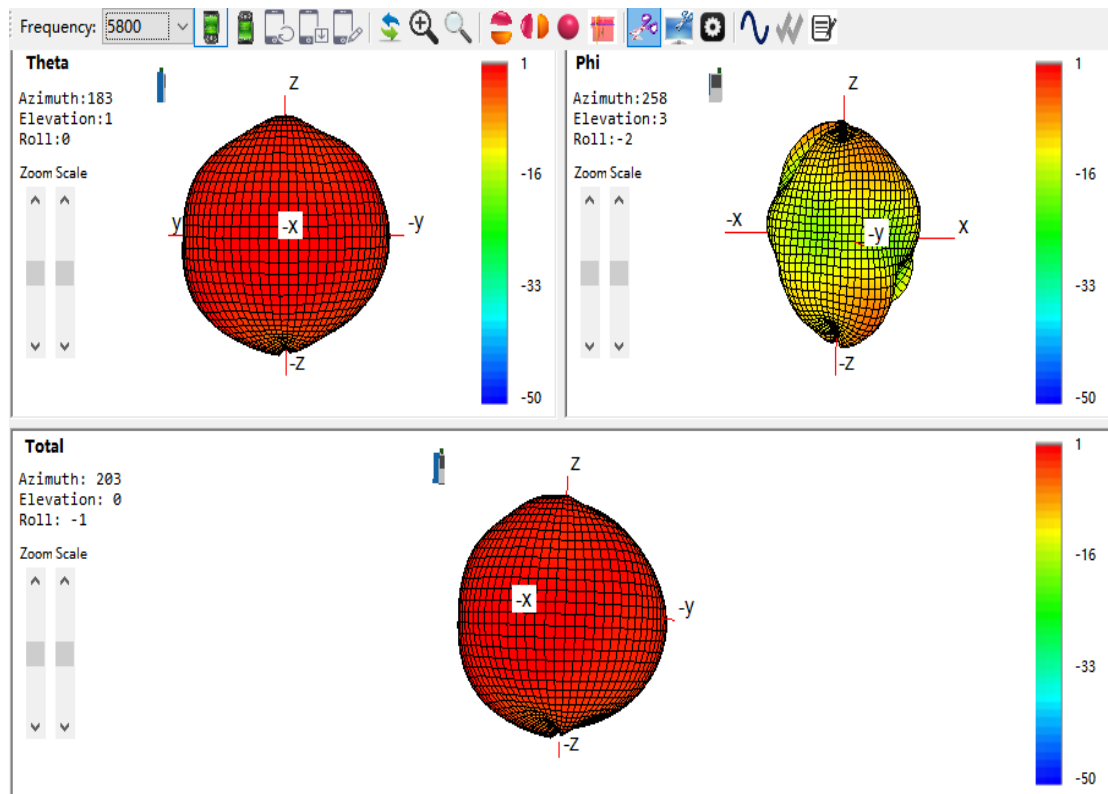 Frequency: 5800
Theta
Azimuth:183
Elevation:1
Roll:0
Zoom Scale
Z
y
-x
-y
-Z
1
-16
-33
-50
Phi
Azimuth:258
Elevation:3
Roll:-2
Zoom Scale
Z
-x
-y
x
-Z
1
-16
-33
-50
Total
Azimuth: 203
Elevation: 0
Roll: -1
Zoom Scale
Z
-x
-y
-Z
1
-16
-33
-50